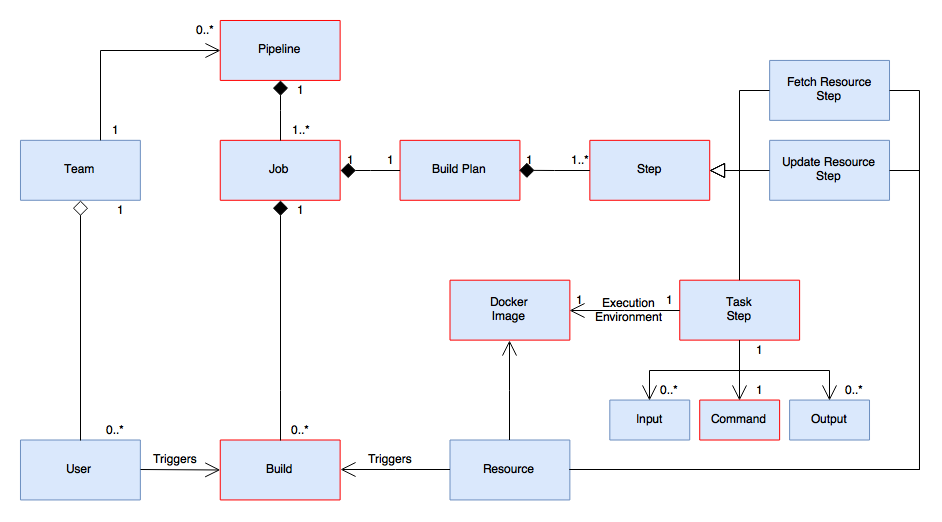 0..*
Pipeline
1
Fetch Resource
Step
1
1..*
Team
Job
1
1
Build Plan
1
1..*
Step
Update Resource
Step
1
1
Docker
Image
1
Execution
Environment
1
Task
Step
1
0..*
1
0..*
Input
Command
Output
0..*
0..*
User
Triggers
Build
Triggers
Resource